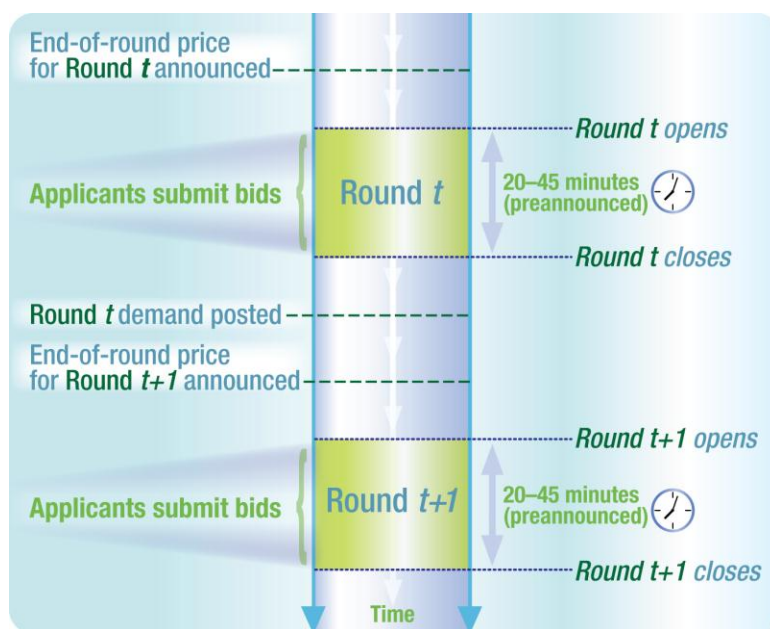 End-of-round price
for Round t announced
Round t opens
Applicants submit bids
Round t
20–45 minutes
(preannounced)
Round t closes
Round t demand posted
End-of-round price
for Round t+1 announced
Round t+1 opens
Applicants submit bids
Round t+1
20–45 minutes
(preannounced)
Round t+1 closes
Time